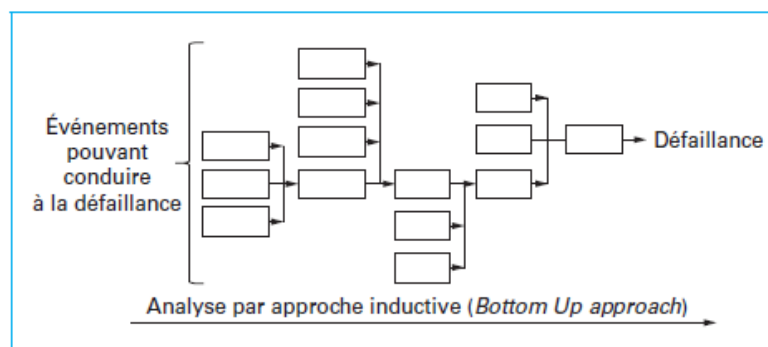 Événements
pouvant
conduire
à la défaillance
Défaillance
Analyse par approche inductive (Bottom Up approach)